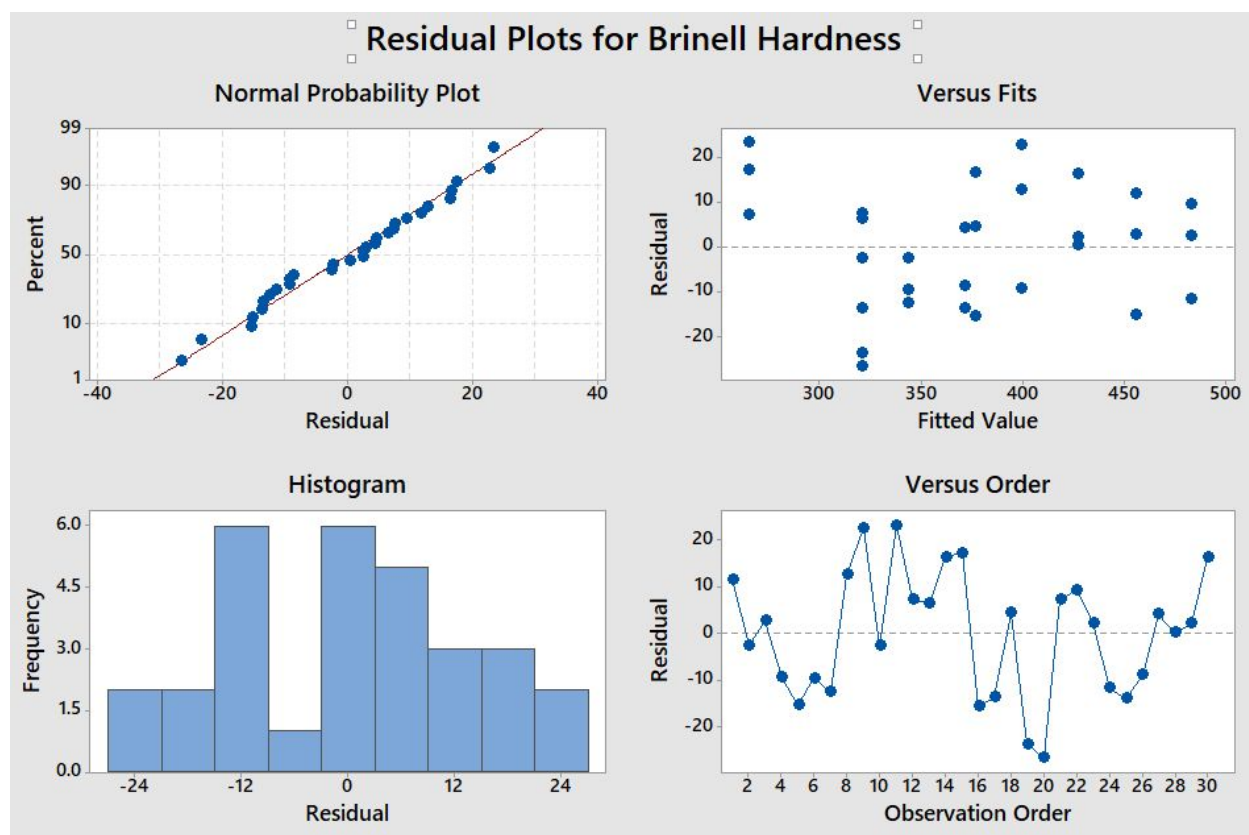 Residual Plots for Brinell Hardness
Normal Probability Plot
99
90
50
10
1
Percent
-40 -20 0 20 40
Residual
Versus Fits
20
10
0
-10
-20
Residual
300 350 400 450 500
Fitted Value
Histogram
6.0
4.5
3.0
1.5
0.0
Frequency
-24 -12 0 12 24
Residual
Versus Order
20
10
0
-10
-20
Residual
2 4 6 8 10 12 14 16 18 20 22 24 26 28 30
Observation Order